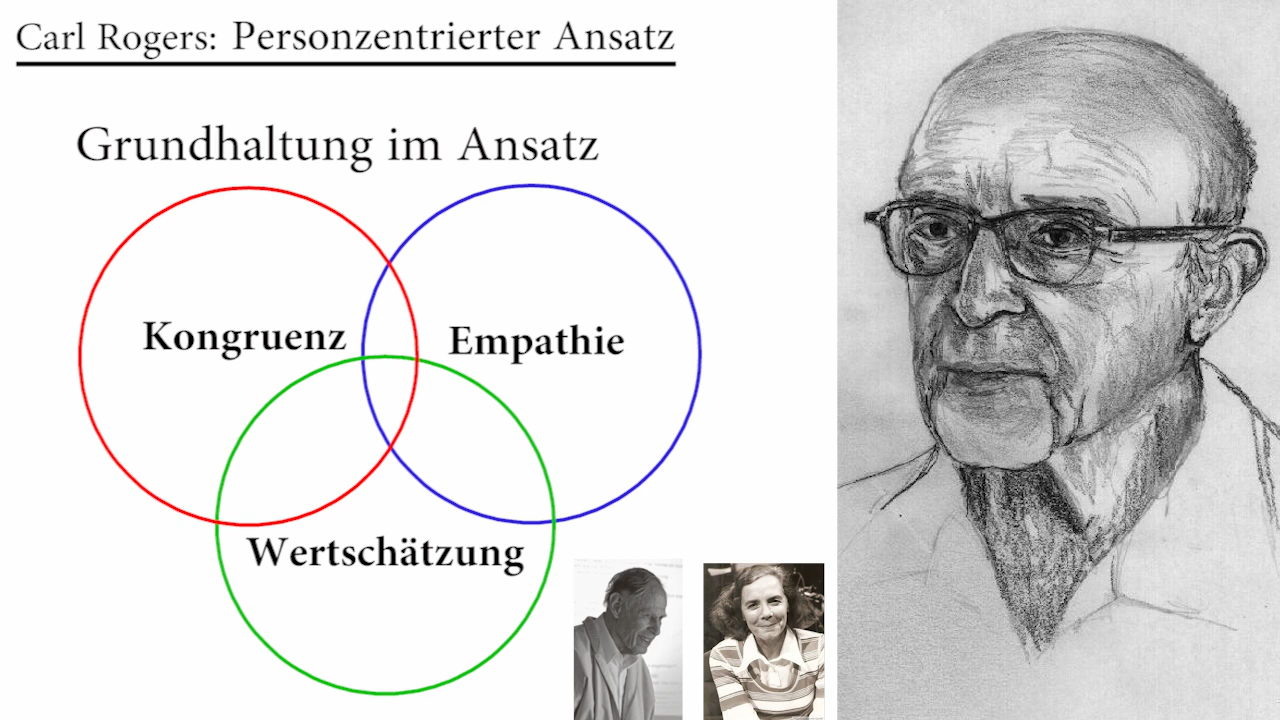 Carl Rogers: Personzentrierter Ansatz
Grundhaltung im Ansatz
Kongruenz
Empathie
Wertschätzung